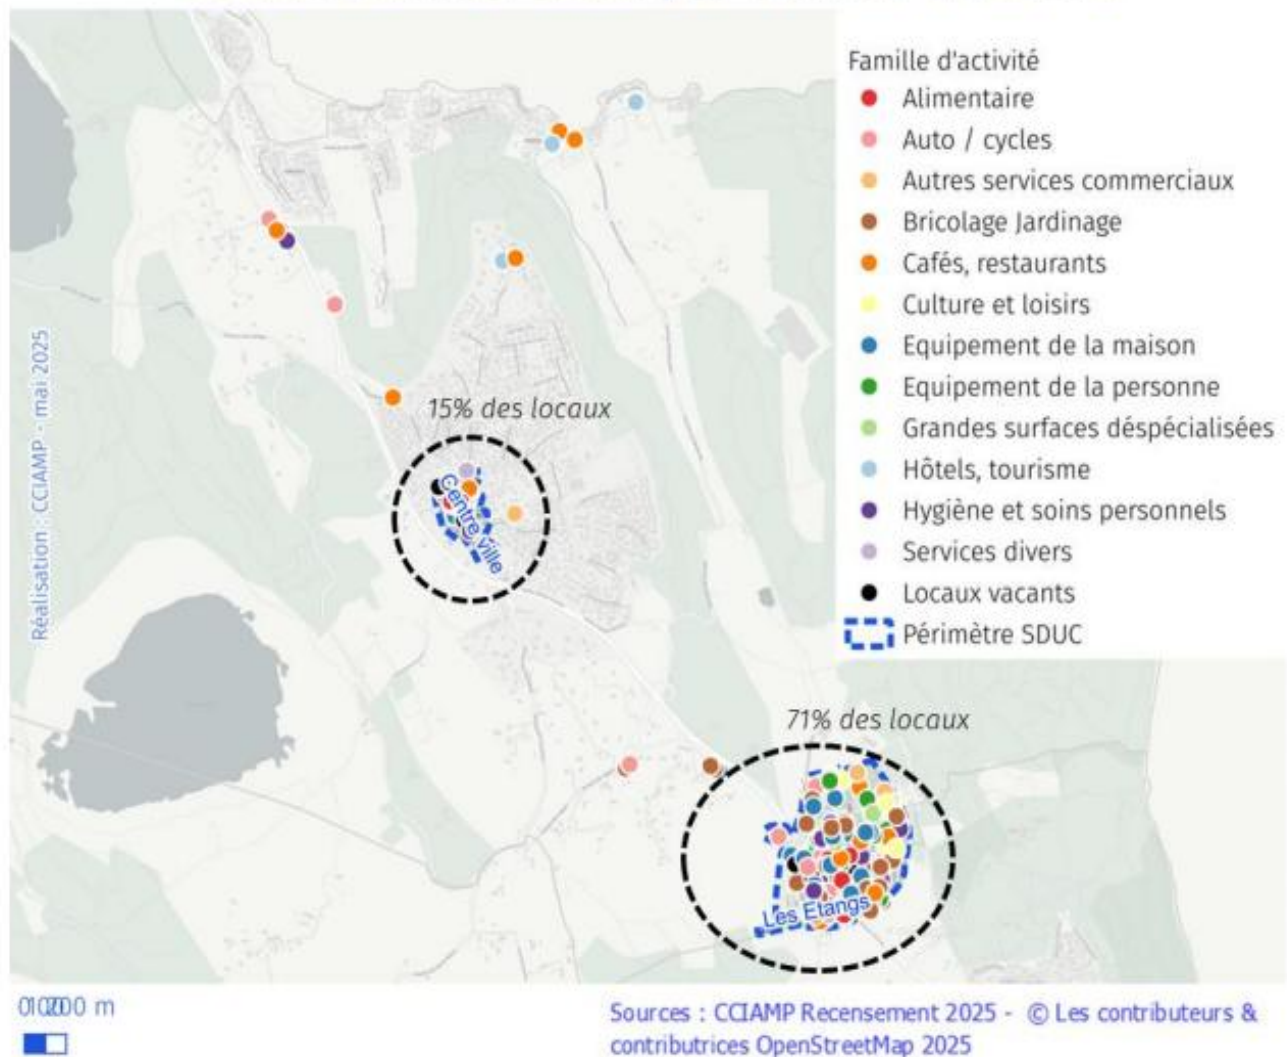 Famille d'activité
Alimentaire
Auto / cycles
Autres services commerciaux
Bricolage Jardinage
Cafés, restaurants
Culture et loisirs
Equipement de la maison
Equipement de la personne
Grandes surfaces déspécialisées
Hôtels, tourisme
Hygiène et soins personnels
Services divers
Locaux vacants
Périmètre SDUC
Réalisation : CCIAMP - mai 2025
15% des locaux
Centre ville
71% des locaux
Les Etangs
Sources : CCIAMP Recensement 2025 - © Les contributeurs &
contributrices OpenStreetMap 2025